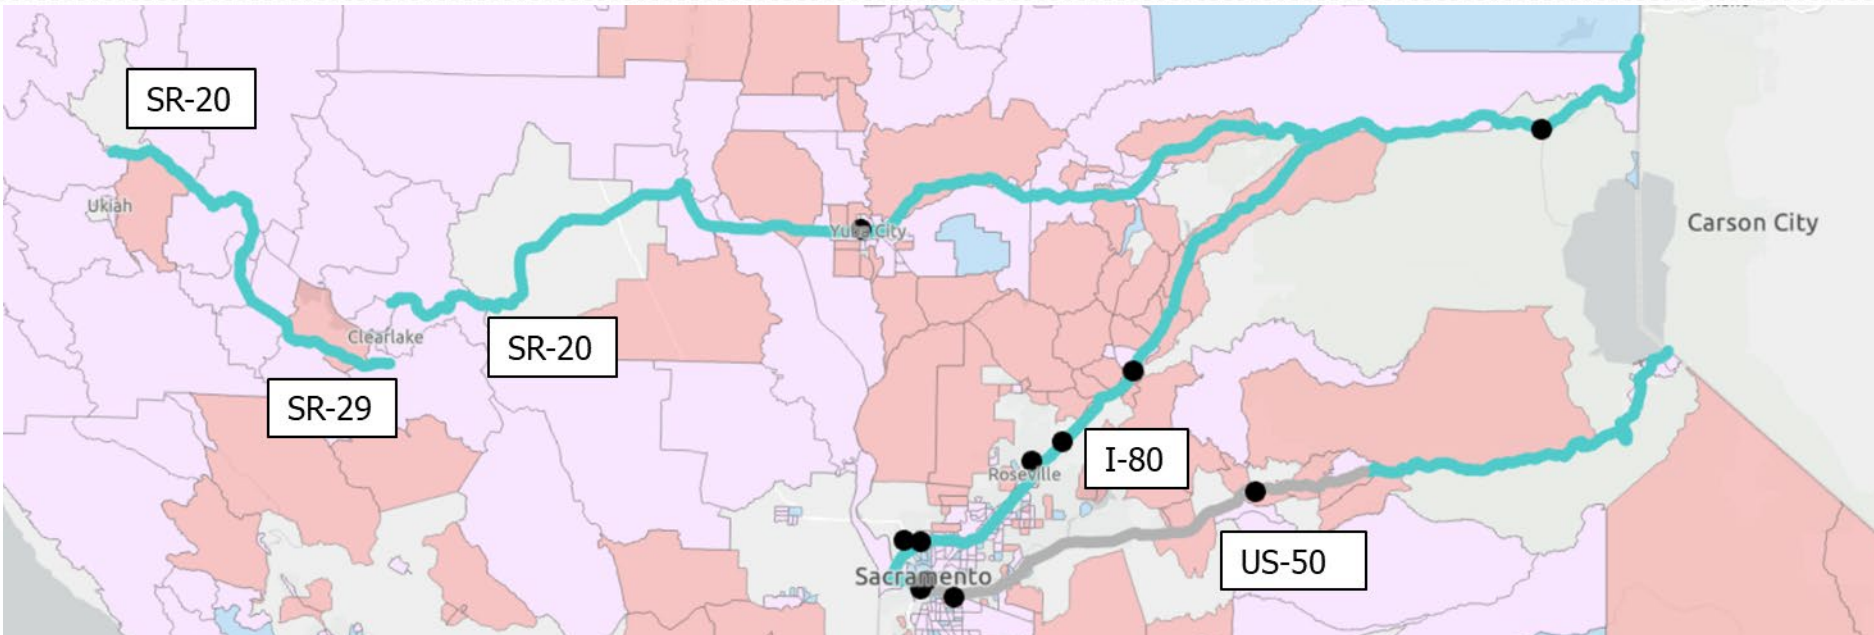 SR-20
Ukiah
Carson City
Yuba City
Clearlake
SR-20
SR-29
I-80
Roseville
US-50
Sacramento